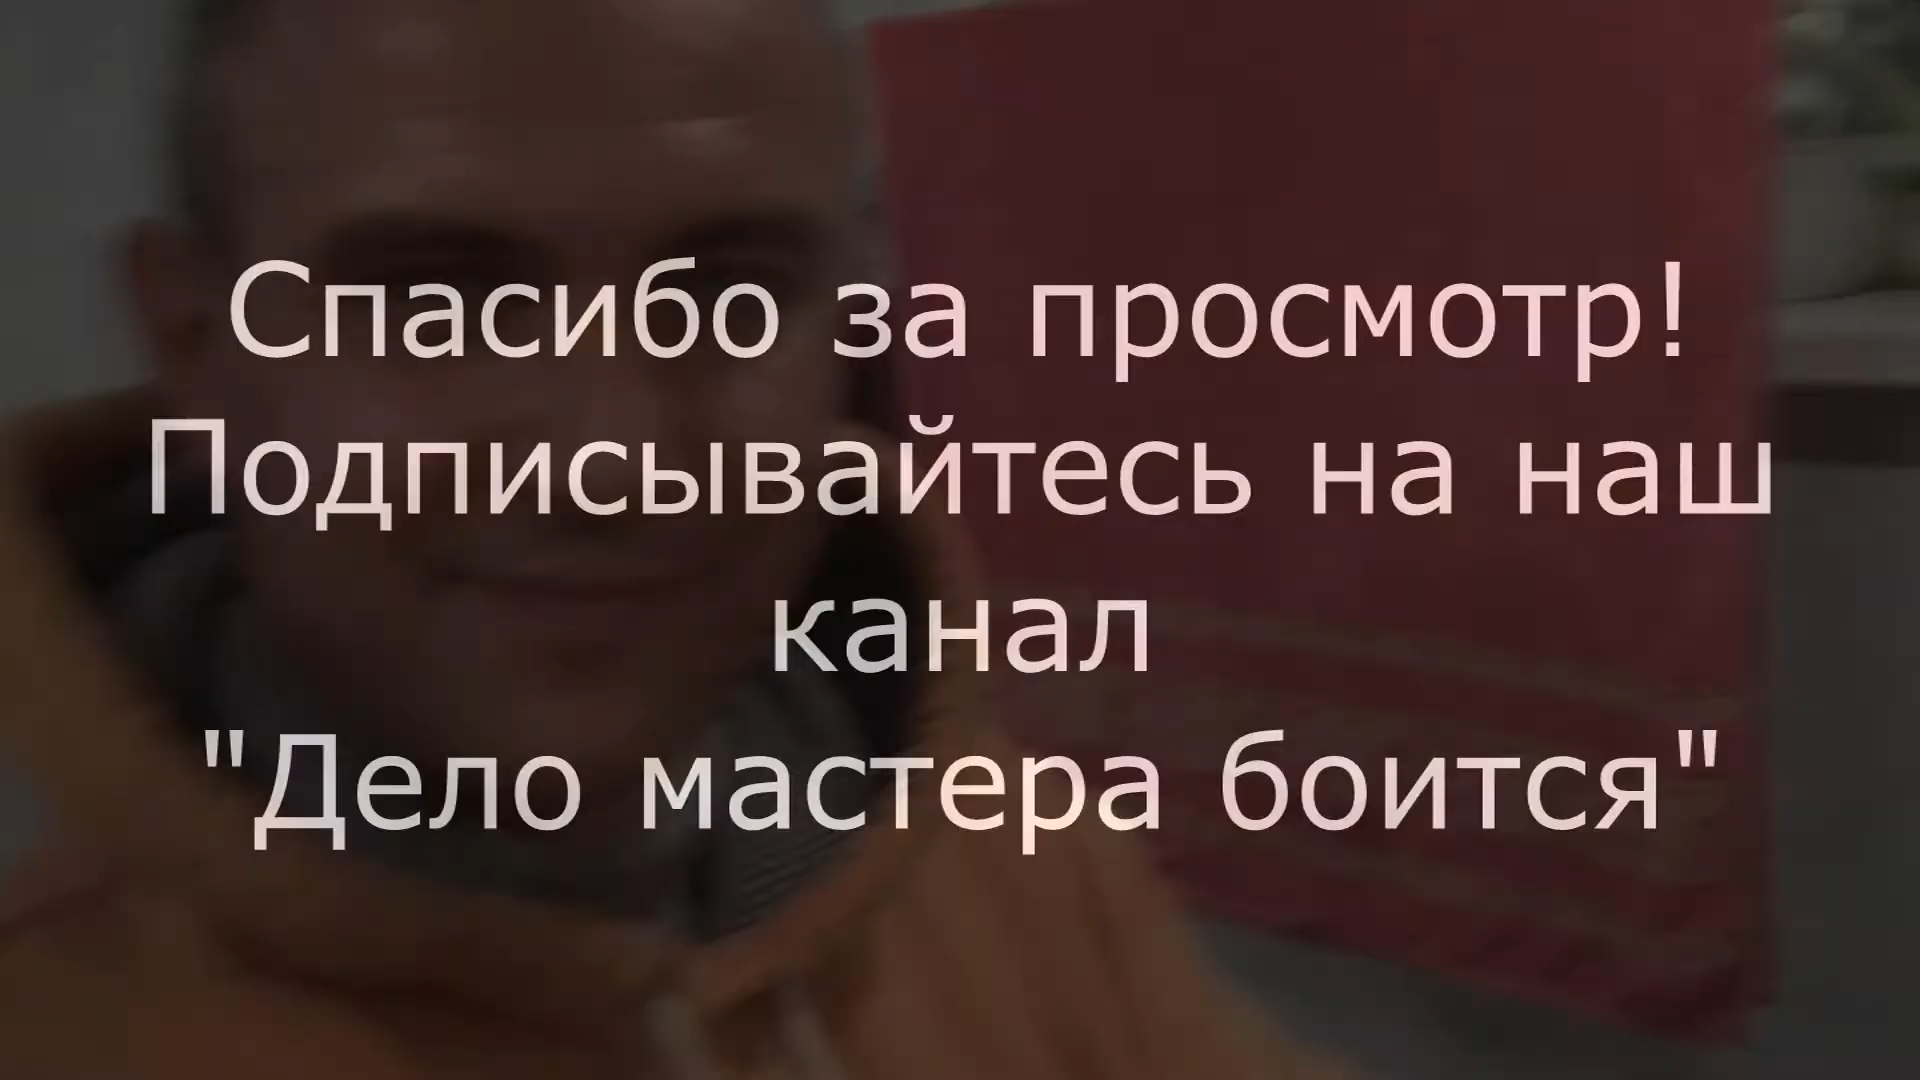 Спасибо за просмотр!
Подписывайтесь на наш
канал
"Дело мастера боится"